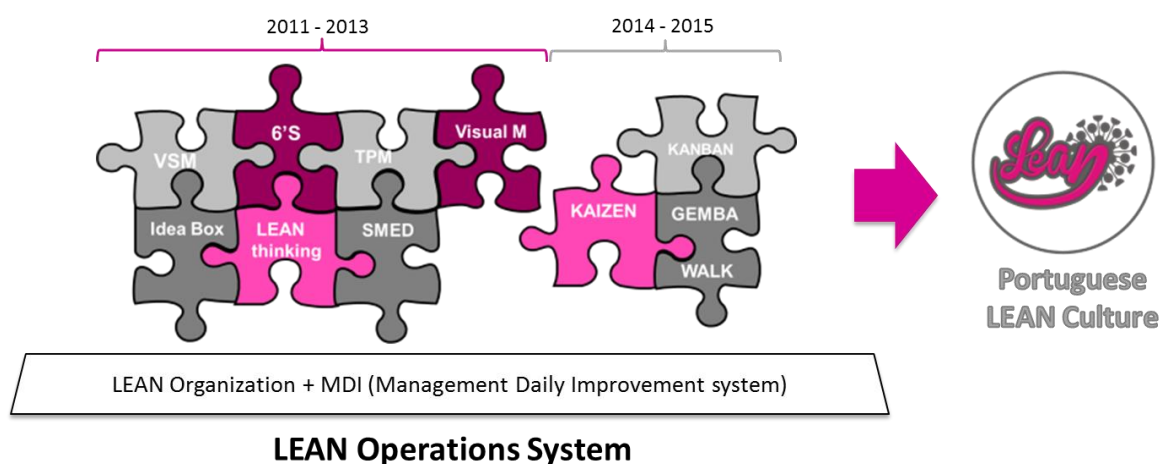 2011 - 2013
2014 - 2015
VSM
6'S
TPM
Visual M
KANBAN
Idea Box
LEAN
thinking
SMED
KAIZEN
GEMBA
WALK
Lean
Portuguese
LEAN Culture
LEAN Organization + MDI (Management Daily Improvement system)
LEAN Operations System